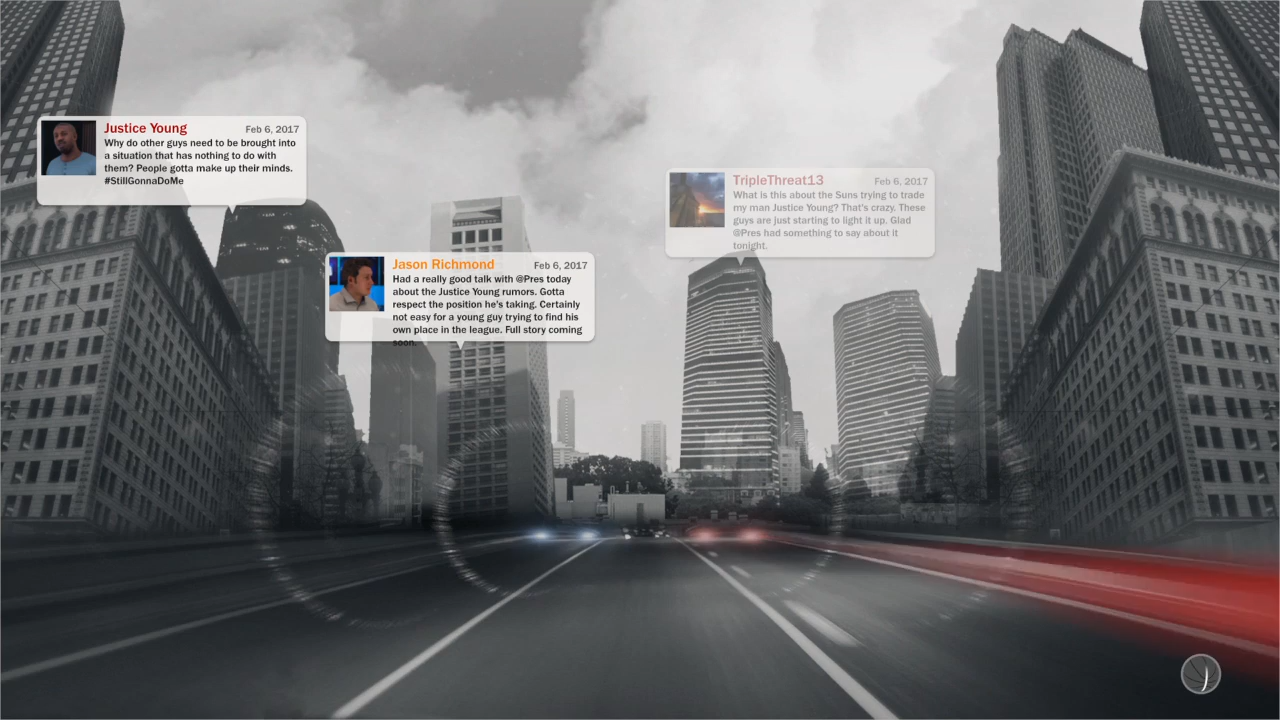 Justice Young
Feb 6, 2017
Why do other guys need to be brought into
a situation that has nothing to do with
them? People gotta make up their minds.
#StillGonnaDoMe
Jason Richmond
Feb 6, 2017
Had a really good talk with @Pres today
about the Justice Young rumors. Gotta
respect the position he's taking. Certainly
not easy for a young guy trying to find his
own place in the league. Full story coming
soon.
TripleThreat13
Feb 6, 2017
What is this about the Suns trying to trade
my man Justice Young? That's crazy. These
guys are just starting to light it up. Glad
@Pres had something to say about it
tonight.